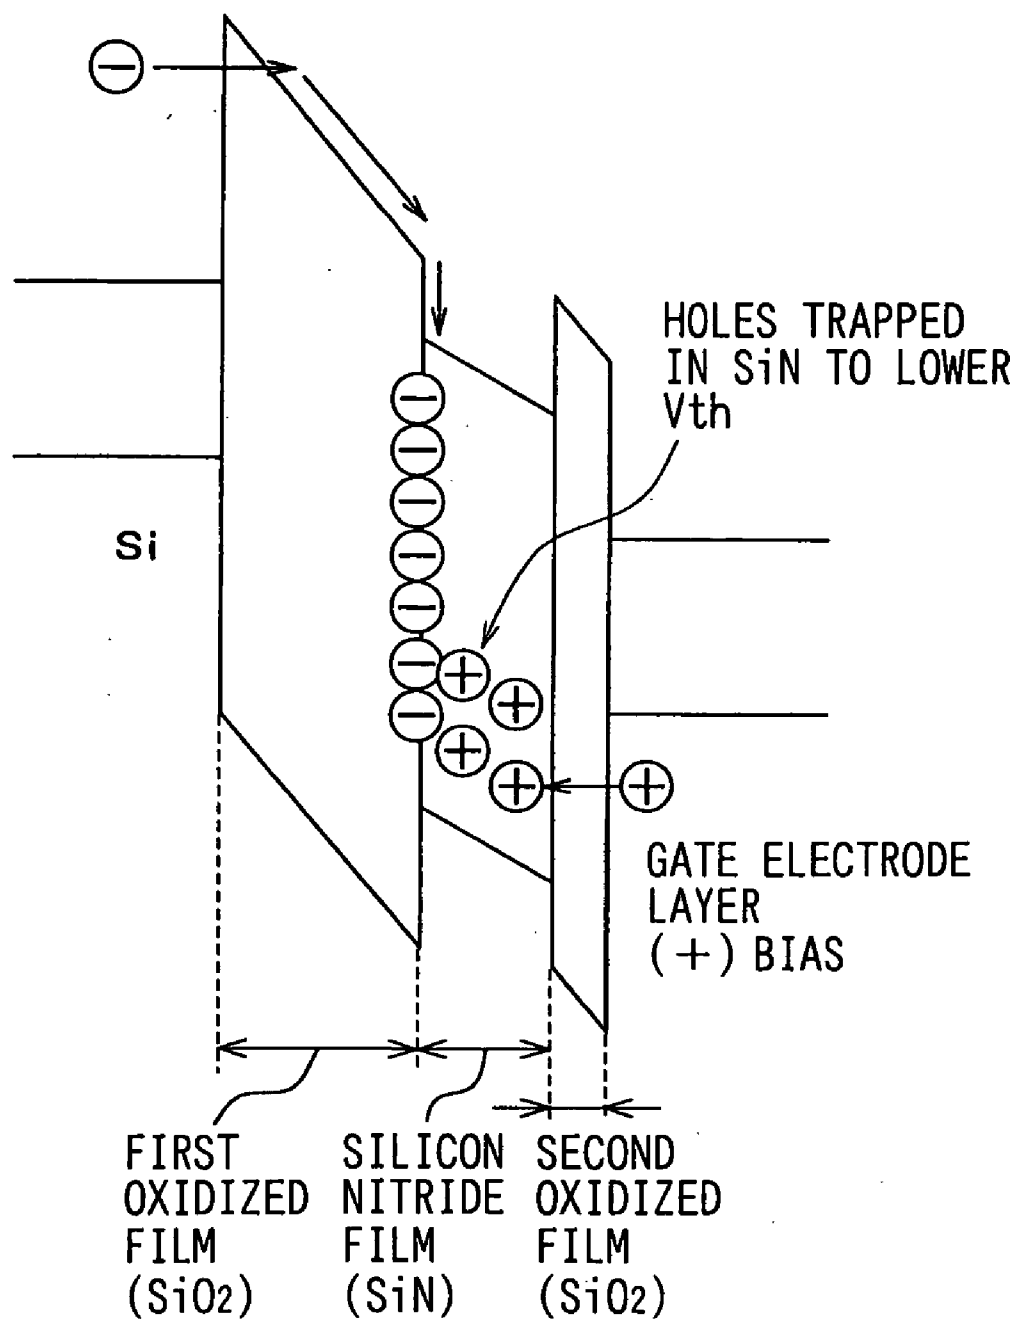 HOLES TRAPPED
IN SiN TO LOWER
Vth
Si
GATE ELECTRODE
LAYER
(+) BIAS
FIRST
OXIDIZED
FILM
(SiO2)
SILICON
NITRIDE
FILM
(SiN)
SECOND
OXIDIZED
FILM
(SiO2)